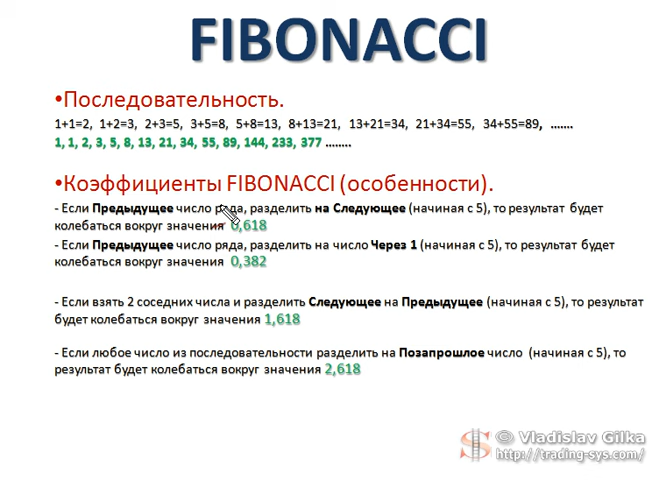 FIBONACCI
•Последовательность.
1+1=2, 1+2=3, 2+3=5, 3+5=8, 5+8=13, 8+13=21, 13+21=34, 21+34=55, 34+55=89, .......
1, 1, 2, 3, 5, 8, 13, 21, 34, 55, 89, 144, 233, 377 ........
•Коэффициенты FIBONACCI (особенности).
- Если Предыдущее число ряда, разделить на Следующее (начиная с 5), то результат будет
колебаться вокруг значения 0,618
- Если Предыдущее число ряда, разделить на число Через 1 (начиная с 5), то результат будет
колебаться вокруг значения 0,382
- Если взять 2 соседних числа и разделить Следующее на Предыдущее (начиная с 5), то результат
будет колебаться вокруг значения 1,618
- Если любое число из последовательности разделить на Позапрошлое число (начиная с 5), то
результат будет колебаться вокруг значения 2,618
© Vladislav Gilka
http://trading-sys.com/